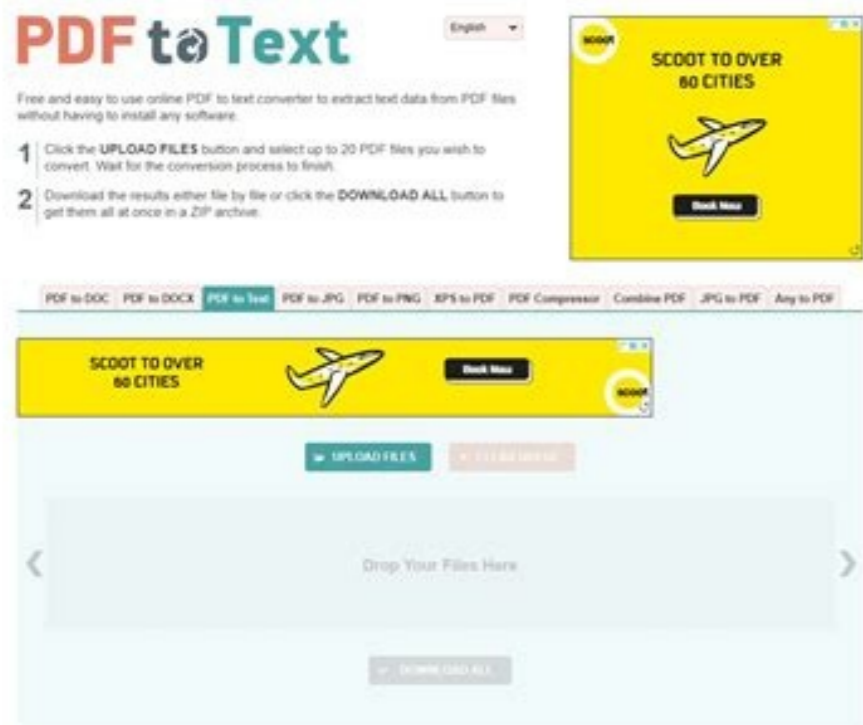 PDF to Text
English
Free and easy to use online PDF to text converter to extract text data from PDF files
without having to install any software.
1 Click the UPLOAD FILES button and select up to 20 PDF files you wish to
convert. Wait for the conversion process to finish.
2 Download the results either file by file or click the DOWNLOAD ALL button to
get them all at once in a ZIP archive.
scoot
SCOOT TO OVER
60 CITIES
Book Now
PDF to DOC PDF to DOCX PDF to Text PDF to JPG PDF to PNG XPS to PDF PDF Compressor Combine PDF JPG to PDF Any to PDF
SCOOT TO OVER
60 CITIES
Book Now
scoot
UPLOAD FILES
Drop Your Files Here
DOWNLOAD ALL